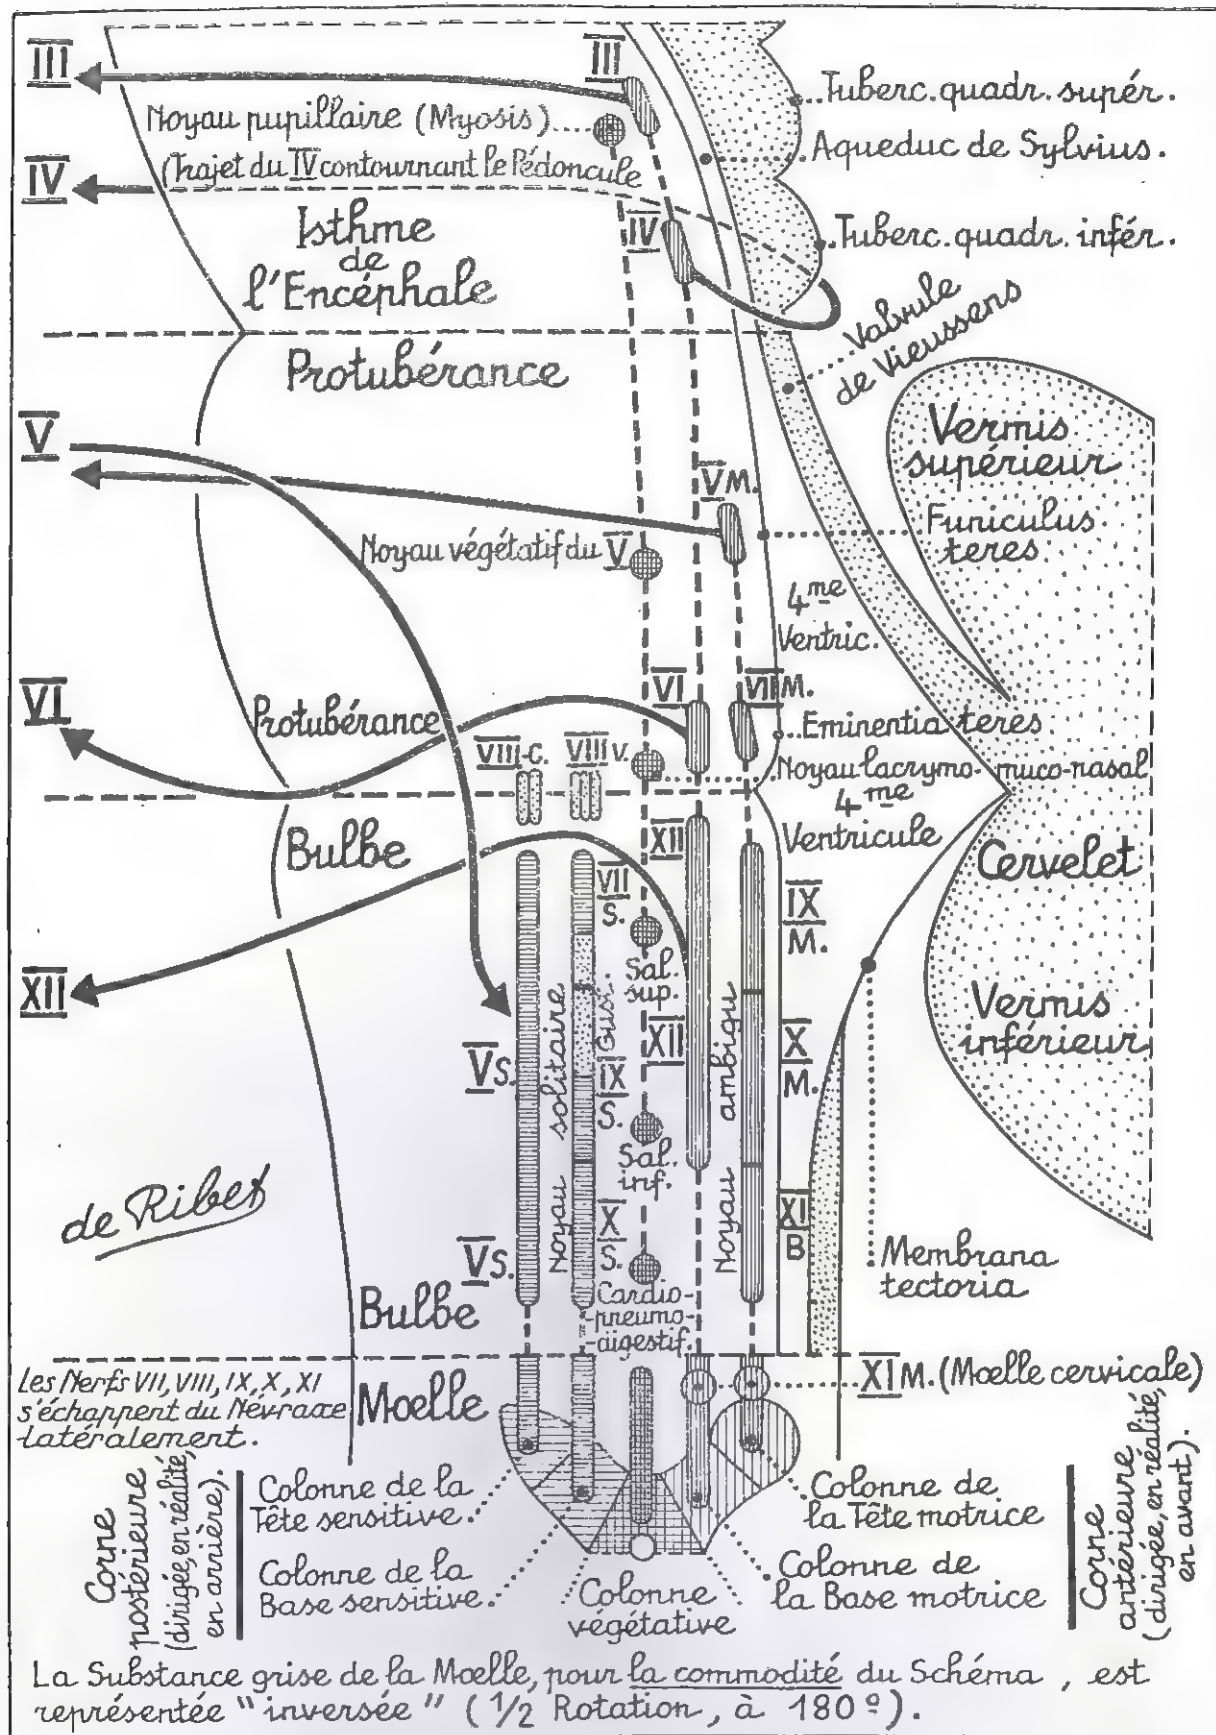 III
III
Tuberc. quadr. supér.
Noyau pupillaire (Myosis)
Aqueduc de Sylvius.
(Trajet du IV contournant le Pédoncule
IV
IV
Tuberc. quadr. infér.
Isthme
de
l'Encéphale
Valvule
de Vieussens
Protubérance
V
Vermis
supérieur
V M.
Funiculus
teres
Noyau végétatif du V
4me
Ventric.
VI
VI
VII M.
Protubérance
Eminentia teres
VIII-C.
VIII V.
Noyau lacrymo-muco-nasal
4me
Ventricule
Bulbe
XII
Cervelet
VII
S.
IX
M.
Sal.
sup.
Gust.
XII
XII
Vermis
inférieur
V S.
Noyau solitaire
IX
S.
Noyau ambigu
X
M.
Sal.
inf.
de Ribet
X
S.
XI
B
V S.
Membrana
tectoria
Bulbe
Cardio-
-pneumo-
-digestif.
XI M. (Moelle cervicale)
Les Nerfs VII, VIII, IX, X, XI
s'échappent du Névraxe
latéralement.
Moelle
Corne
postérieure
(dirigée, en réalité,
en arrière).
Colonne de la
Tête sensitive
Colonne de
la Tête motrice
Colonne de la
Base sensitive
Colonne
végétative
Colonne de
la Base motrice
Corne
antérieure
(dirigée, en réalité,
en avant).
La Substance grise de la Moelle, pour la commodité du Schéma, est
représentée "inversée" (1/2 Rotation, à 180º).